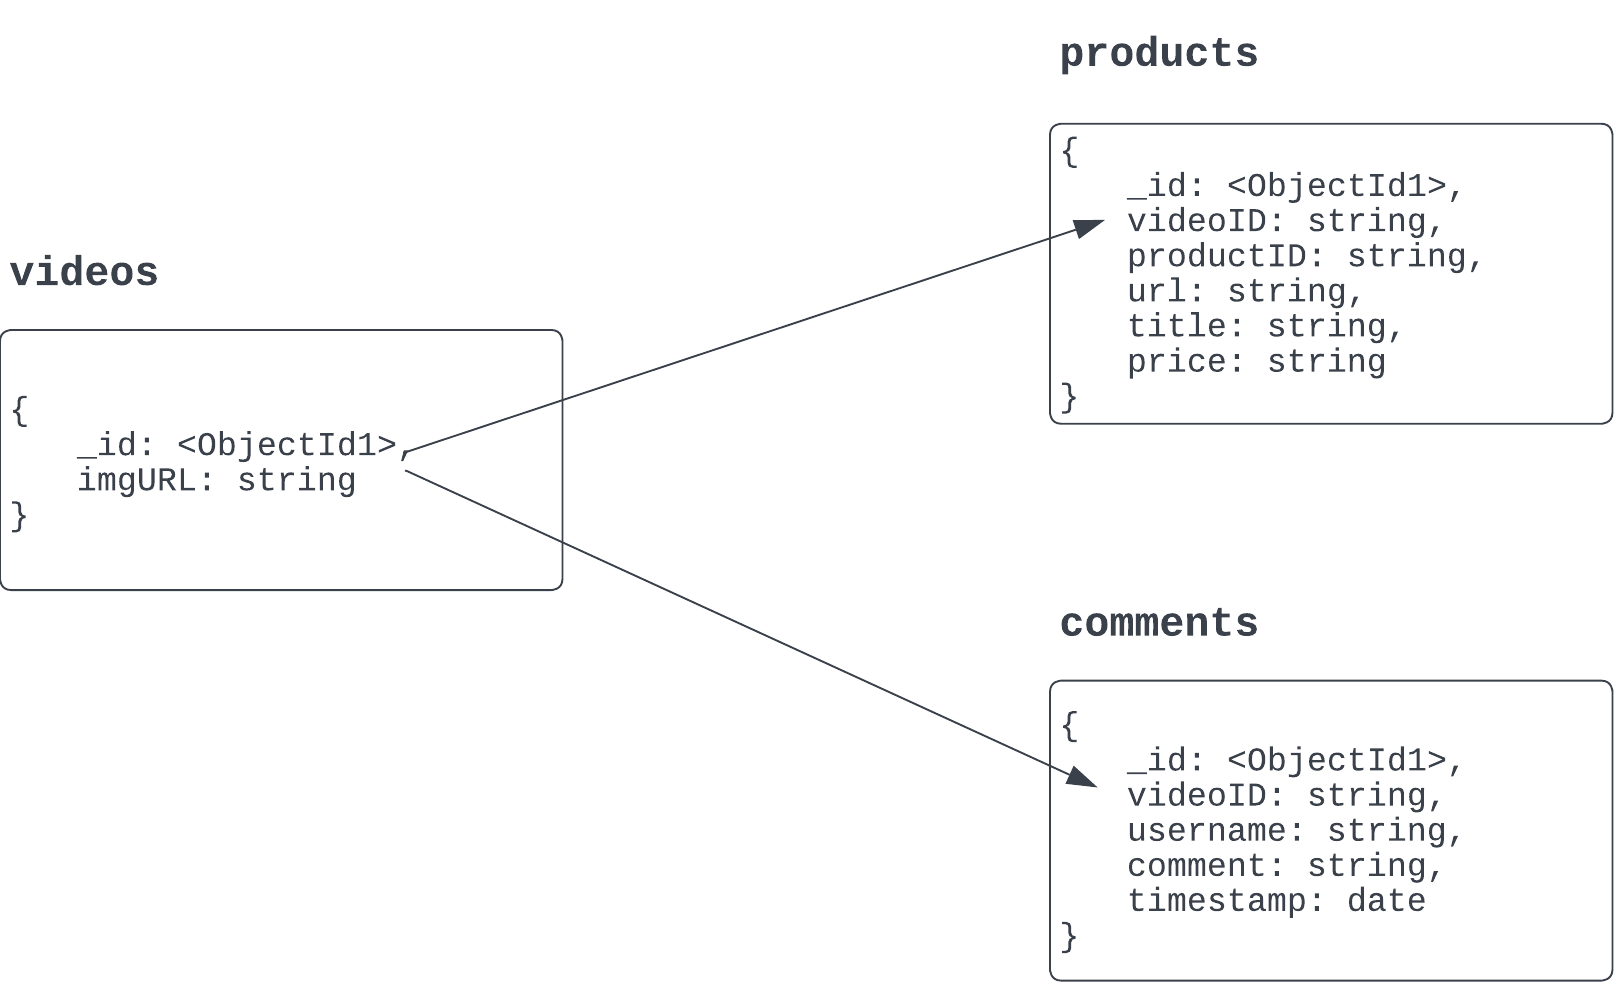 videos
{
    _id: <ObjectId1>,
    imgURL: string
}
products
{
    _id: <ObjectId1>,
    videoID: string,
    productID: string,
    url: string,
    title: string,
    price: string
}
comments
{
    _id: <ObjectId1>,
    videoID: string,
    username: string,
    comment: string,
    timestamp: date
}